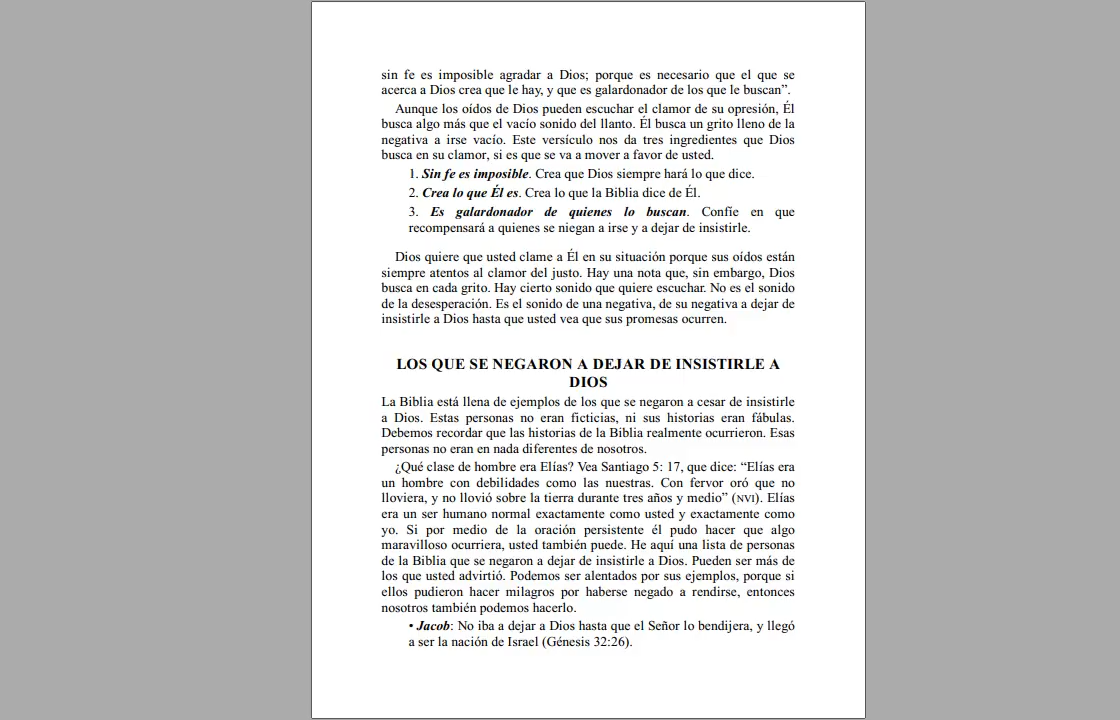 sin fe es imposible agradar a Dios; porque es necesario que el que se
acerca a Dios crea que le hay, y que es galardonador de los que le buscan”.
Aunque los oídos de Dios pueden escuchar el clamor de su opresión, Él
busca algo más que el vacío sonido del llanto. Él busca un grito lleno de la
negativa a irse vacío. Este versículo nos da tres ingredientes que Dios
busca en su clamor, si es que se va a mover a favor de usted.
1. Sin fe es imposible. Crea que Dios siempre hará lo que dice.
2. Crea lo que Él es. Crea lo que la Biblia dice de Él.
3. Es galardonador de quienes lo buscan. Confíe en que
recompensará a quienes se niegan a irse y a dejar de insistirle.
Dios quiere que usted clame a Él en su situación porque sus oídos están
siempre atentos al clamor del justo. Hay una nota que, sin embargo, Dios
busca en cada grito. Hay cierto sonido que quiere escuchar. No es el sonido
de la desesperación. Es el sonido de una negativa, de su negativa a dejar de
insistirle a Dios hasta que usted vea que sus promesas ocurren.
LOS QUE SE NEGARON A DEJAR DE INSISTIRLE A
DIOS
La Biblia está llena de ejemplos de los que se negaron a cesar de insistirle
a Dios. Estas personas no eran ficticias, ni sus historias eran fábulas.
Debemos recordar que las historias de la Biblia realmente ocurrieron. Esas
personas no eran en nada diferentes de nosotros.
¿Qué clase de hombre era Elías? Vea Santiago 5: 17, que dice: “Elías era
un hombre con debilidades como las nuestras. Con fervor oró que no
lloviera, y no llovió sobre la tierra durante tres años y medio” (NVI). Elías
era un ser humano normal exactamente como usted y exactamente como
yo. Si por medio de la oración persistente él pudo hacer que algo
maravilloso ocurriera, usted también puede. He aquí una lista de personas
de la Biblia que se negaron a dejar de insistirle a Dios. Pueden ser más de
los que usted advirtió. Podemos ser alentados por sus ejemplos, porque si
ellos pudieron hacer milagros por haberse negado a rendirse, entonces
nosotros también podemos hacerlo.
• Jacob: No iba a dejar a Dios hasta que el Señor lo bendijera, y llegó
a ser la nación de Israel (Génesis 32:26).